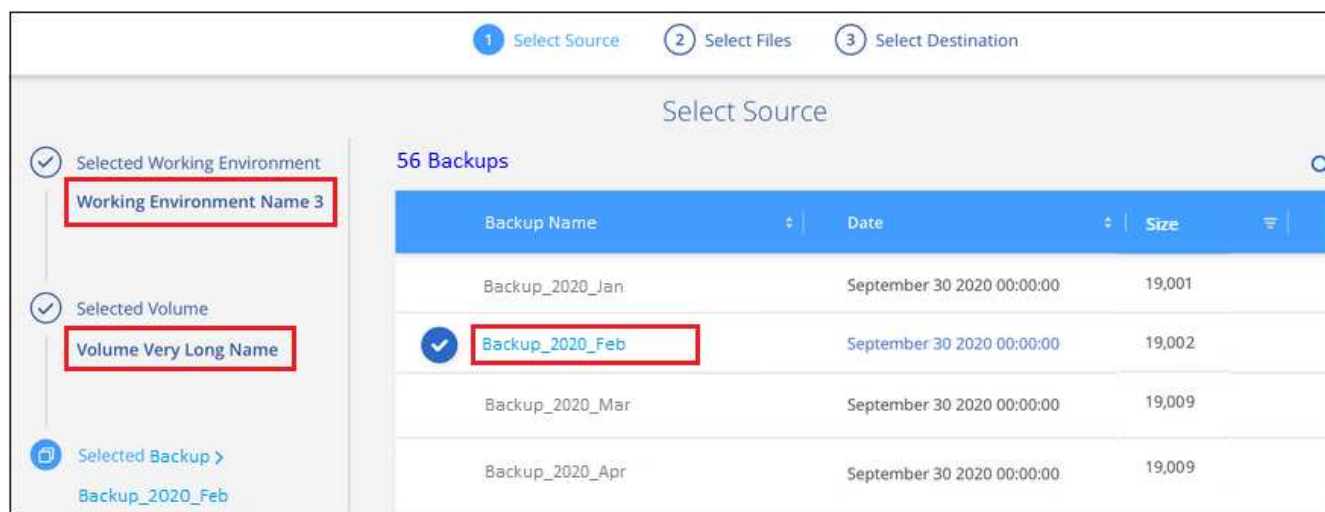 1 Select Source 2 Select Files 3 Select Destination
Select Source
Selected Working Environment
Working Environment Name 3
Selected Volume
Volume Very Long Name
Selected Backup >
Backup_2020_Feb
56 Backups
Backup Name Date Size
Backup_2020_Jan September 30 2020 00:00:00 19,001
Backup_2020_Feb September 30 2020 00:00:00 19,002
Backup_2020_Mar September 30 2020 00:00:00 19,009
Backup_2020_Apr September 30 2020 00:00:00 19,009